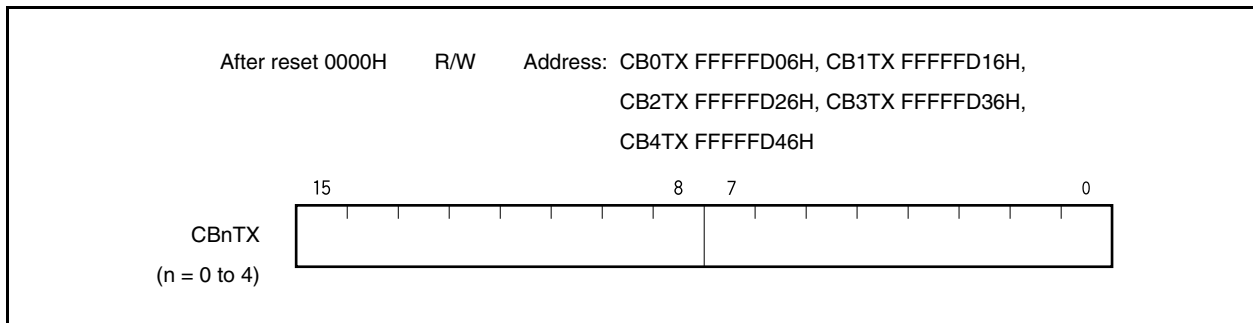 After reset 0000H R/W Address: CB0TX FFFFFD06H, CB1TX FFFFFD16H,
CB2TX FFFFFD26H, CB3TX FFFFFD36H,
CB4TX FFFFFD46H
15 8 7 0
CBnTX
(n = 0 to 4)